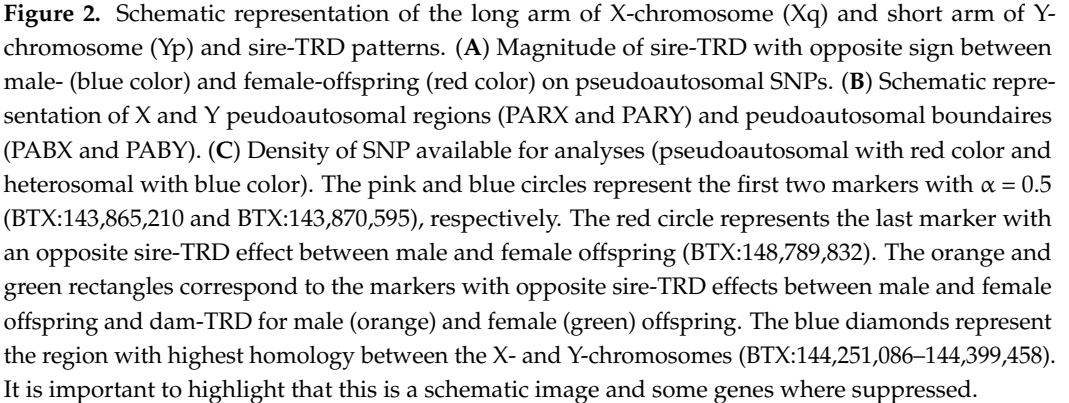 Figure 2. Schematic representation of the long arm of X-chromosome (Xq) and short arm of Y-
chromosome (Yp) and sire-TRD patterns. (A) Magnitude of sire-TRD with opposite sign between
male- (blue color) and female-offspring (red color) on pseudoautosomal SNPs. (B) Schematic repre-
sentation of X and Y peudoautosomal regions (PARX and PARY) and peudoautosomal boundaires
(PABX and PABY). (C) Density of SNP available for analyses (pseudoautosomal with red color and
heterosomal with blue color). The pink and blue circles represent the first two markers with α = 0.5
(BTX:143,865,210 and BTX:143,870,595), respectively. The red circle represents the last marker with
an opposite sire-TRD effect between male and female offspring (BTX:148,789,832). The orange and
green rectangles correspond to the markers with opposite sire-TRD effects between male and female
offspring and dam-TRD for male (orange) and female (green) offspring. The blue diamonds represent
the region with highest homology between the X- and Y-chromosomes (BTX:144,251,086–144,399,458).
It is important to highlight that this is a schematic image and some genes where suppressed.